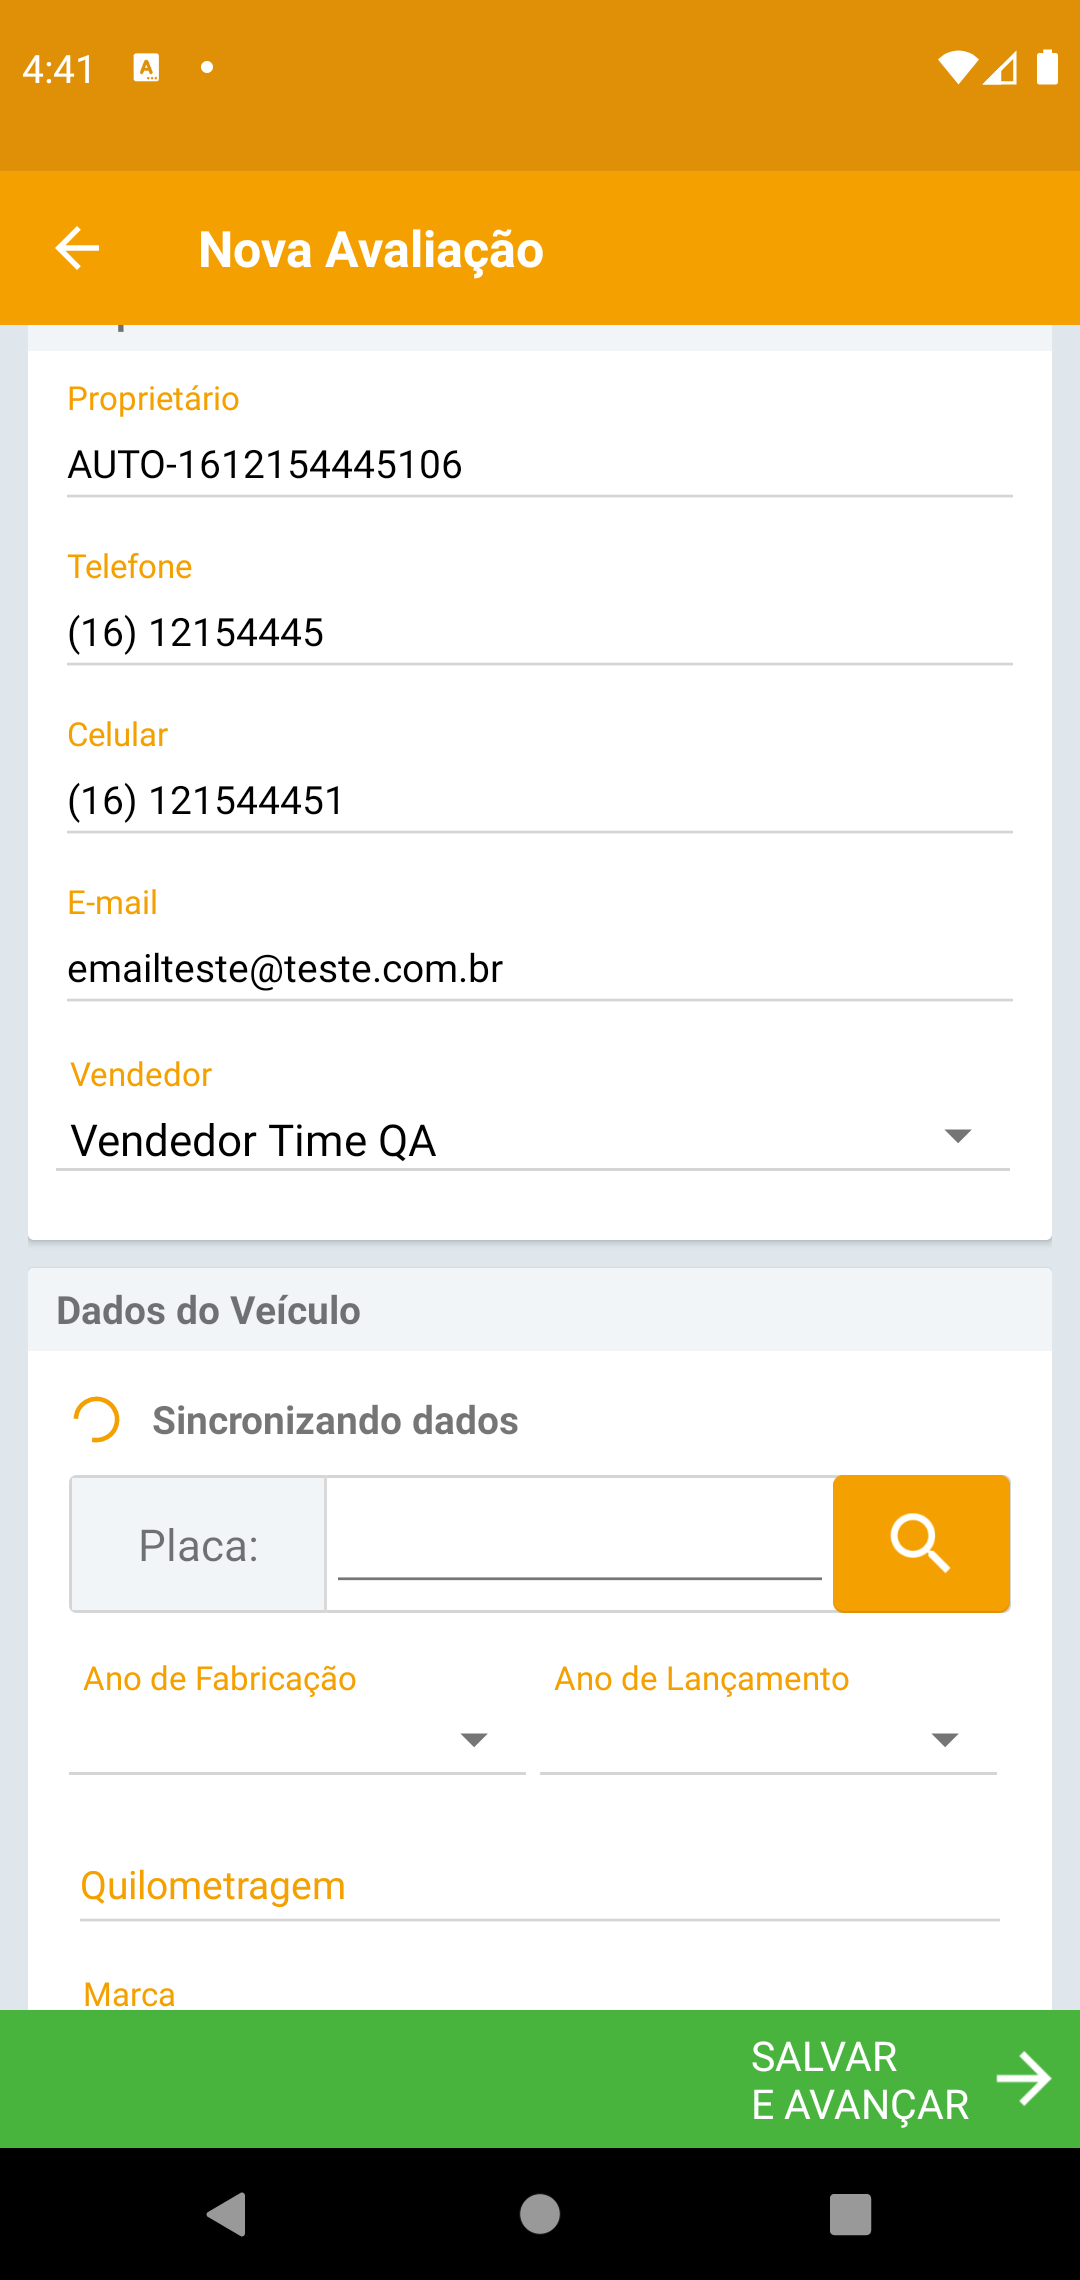 4:41
Nova Avaliação
Proprietário
AUTO-1612154445106
Telefone
(16) 12154445
Celular
(16) 121544451
E-mail
emailteste@teste.com.br
Vendedor
Vendedor Time QA
Dados do Veículo
Sincronizando dados
Placa:
Ano de Fabricação Ano de Lançamento
Quilometragem
Marca
SALVAR
E AVANÇAR